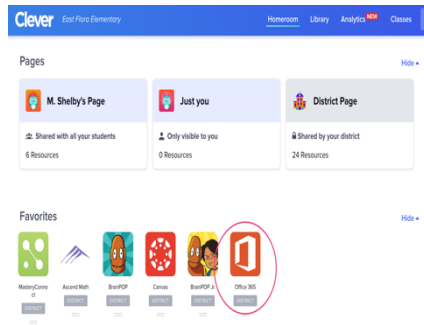 Clever East Flora Elementary Homeroom Library Analytics NEW Classes
Pages Hide
M. Shelby's Page Just you District Page
Shared with all your students Only visible to you Shared by your district
6 Resources 0 Resources 24 Resources
Favorites Hide
MasteryConne Ascend Math BrainPOP Canvas BrainPOP Jr. Office 365
ct DISTRICT DISTRICT DISTRICT DISTRICT DISTRICT
DISTRICT